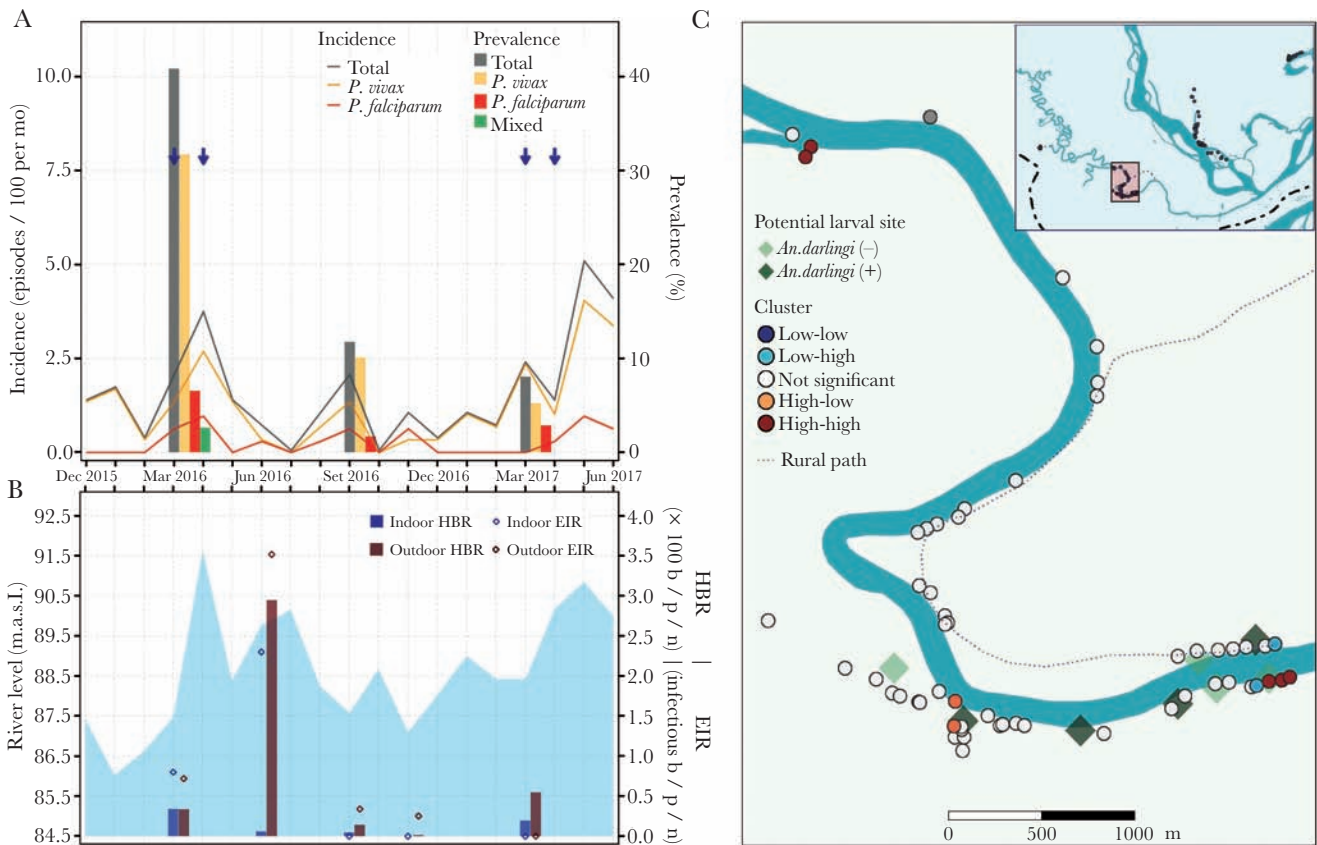 A
Incidence
Total
P. vivax
P. falciparum
Prevalence
Total
P. vivax
P. falciparum
Mixed
Incidence (episodes / 100 per mo)
10.0
7.5
5.0
2.5
0.0
Prevalence (%)
40
30
20
10
0
Dec 2015
Mar 2016
Jun 2016
Set 2016
Dec 2016
Mar 2017
Jun 2017
B
Indoor HBR
Outdoor HBR
Indoor EIR
Outdoor EIR
River level (m.a.s.l.)
92.5
91.5
90.5
89.5
88.5
87.5
86.5
85.5
84.5
4.0
3.5
3.0
2.5
2.0
1.5
1.0
0.5
0.0
HBR | EIR
(× 100 b / p / n) | (infectious b / p / n)
C
Potential larval site
An.darlingi (–)
An.darlingi (+)
Cluster
Low-low
Low-high
Not significant
High-low
High-high
Rural path
0 500 1000 m